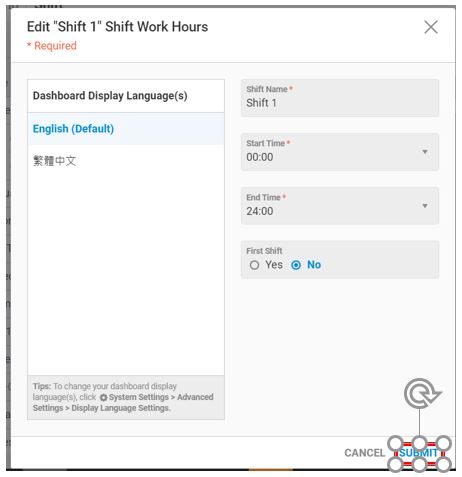 Edit "Shift 1" Shift Work Hours
* Required
Dashboard Display Language(s)
English (Default)
繁體中文
Tips: To change your dashboard display
language(s), click System Settings > Advanced
Settings > Display Language Settings.
Shift Name *
Shift 1
Start Time *
00:00
End Time *
24:00
First Shift
Yes No
CANCEL SUBMIT